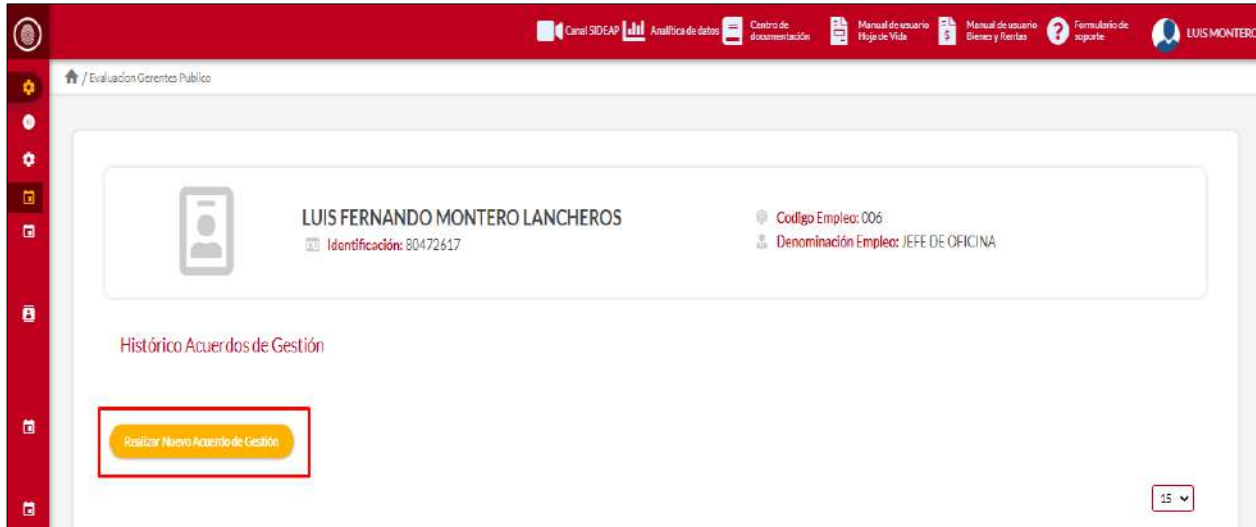 Canal SIDEAP
Analítica de datos
Centro de
documentación
Manual de usuario
Hoja de Vida
Manual de usuario
Bienes y Rentas
Formulario de
soporte
LUIS MONTERO
/ Evaluacion Gerentes Publico
LUIS FERNANDO MONTERO LANCHEROS
Identificación: 80472617
Codigo Empleo: 006
Denominación Empleo: JEFE DE OFICINA
Histórico Acuerdos de Gestión
Realizar Nuevo Acuerdo de Gestión
15